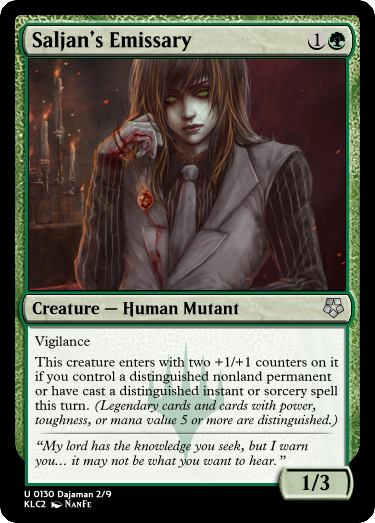 Saljan's Emissary
1
Creature — Human Mutant
Vigilance
This creature enters with two +1/+1 counters on it
if you control a distinguished nonland permanent
or have cast a distinguished instant or sorcery spell
this turn. (Legendary cards and cards with power,
toughness, or mana value 5 or more are distinguished.)
“My lord has the knowledge you seek, but I warn
you… it may not be what you want to hear.”
1/3
U 0130 Dajaman 2/9
KLC2 NanFe